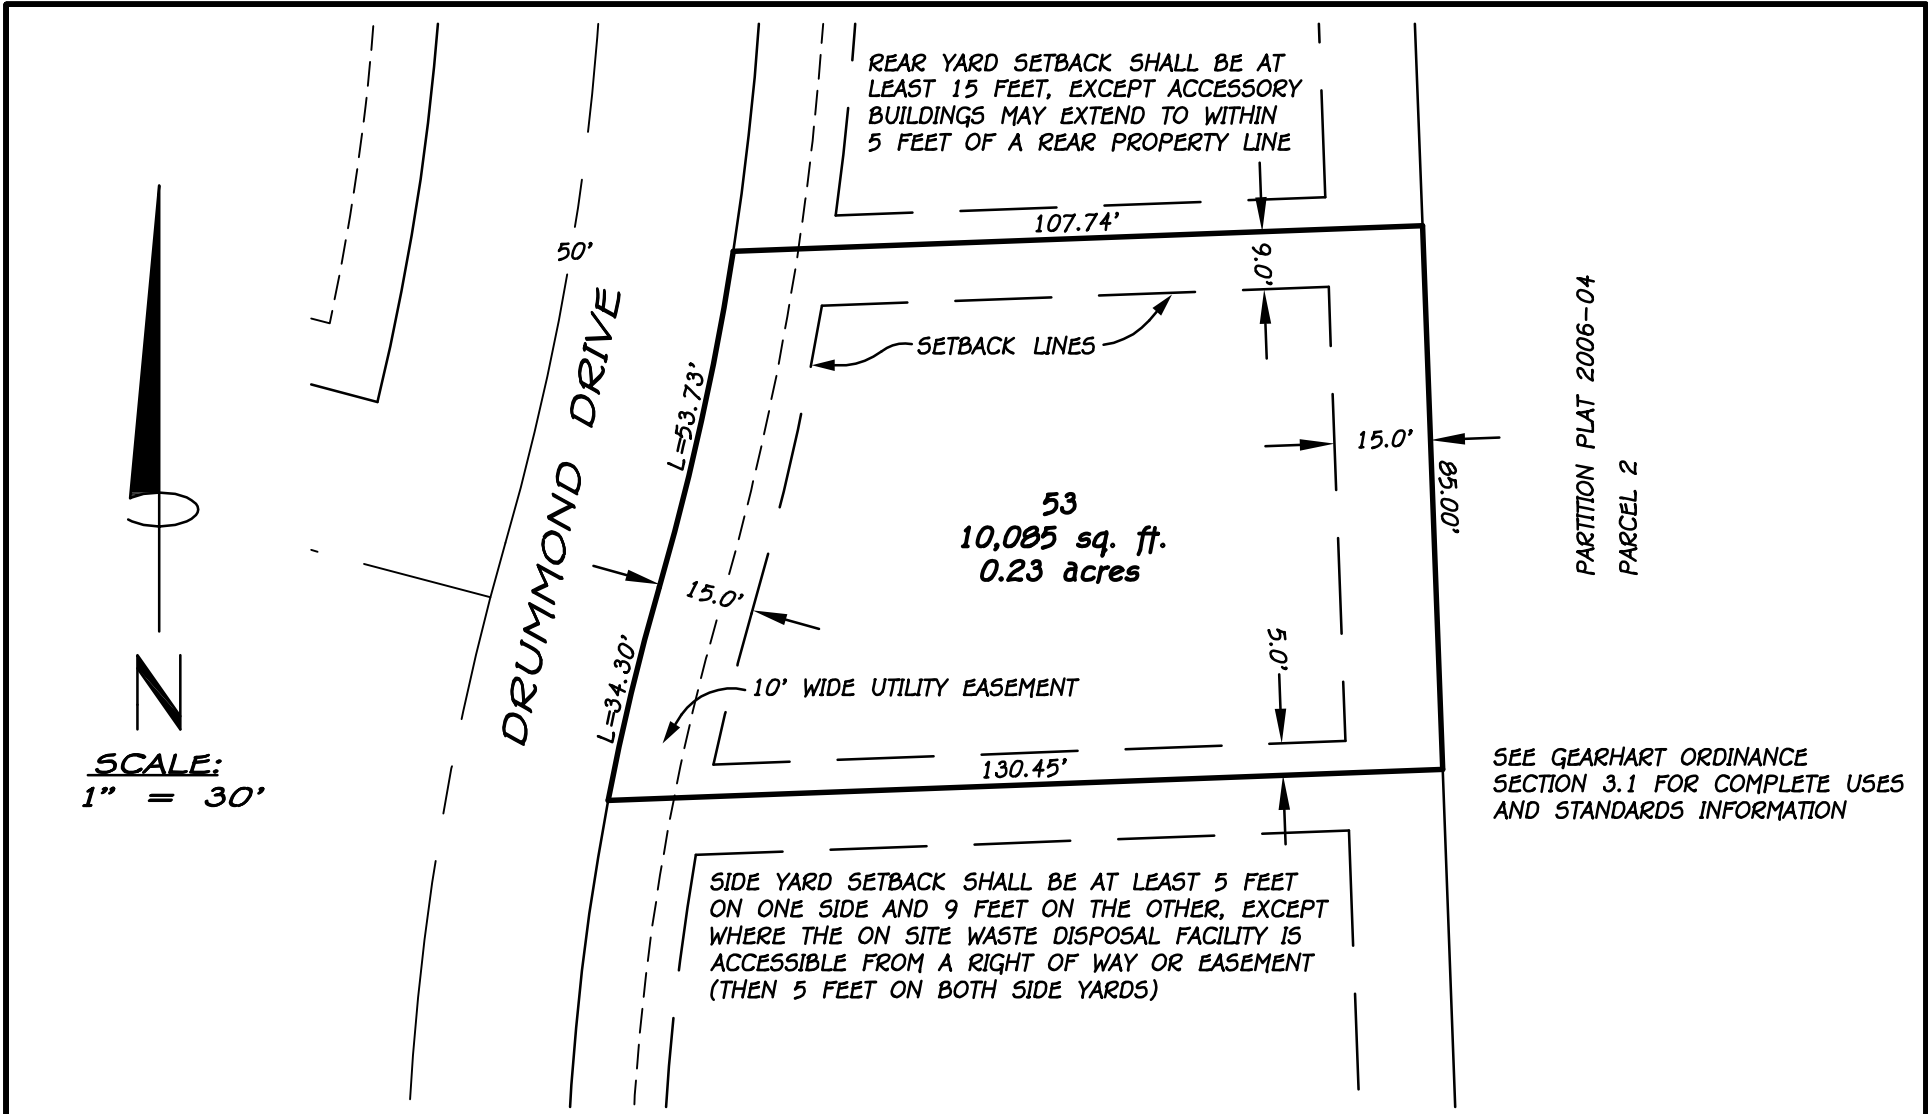 REAR YARD SETBACK SHALL BE AT
LEAST 15 FEET, EXCEPT ACCESSORY
BUILDINGS MAY EXTEND TO WITHIN
5 FEET OF A REAR PROPERTY LINE
107.74'
50'
9.0'
SETBACK LINES
DRUMMOND DRIVE
L=53.73'
15.0'
85.00'
PARTITION PLAT 2006-04
PARCEL 2
53
10,085 sq. ft.
0.23 acres
15.0'
5.0'
L=34.30'
10' WIDE UTILITY EASEMENT
130.45'
N
SCALE:
1" = 30'
SEE GEARHART ORDINANCE
SECTION 3.1 FOR COMPLETE USES
AND STANDARDS INFORMATION
SIDE YARD SETBACK SHALL BE AT LEAST 5 FEET
ON ONE SIDE AND 9 FEET ON THE OTHER, EXCEPT
WHERE THE ON SITE WASTE DISPOSAL FACILITY IS
ACCESSIBLE FROM A RIGHT OF WAY OR EASEMENT
(THEN 5 FEET ON BOTH SIDE YARDS)